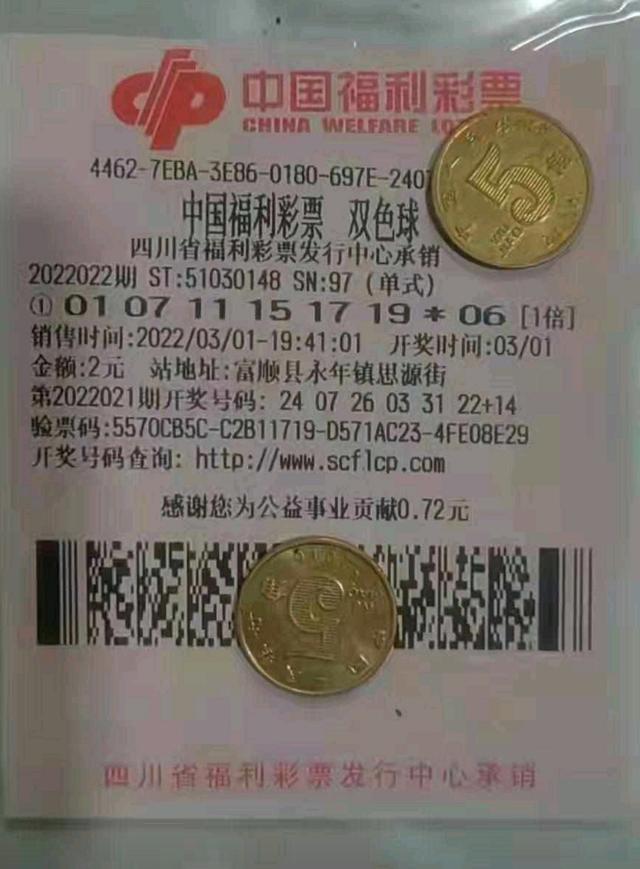 中国福利彩票
CHINA WELFARE LO
4462-7EBA-3E86-0180-697E-240
中国福利彩票 双色球
四川省福利彩票发行中心承销
2022022期 ST:51030148 SN:97 (单式)
① 01 07 11 15 17 19 * 06 [1倍]
销售时间:2022/03/01-19:41:01 开奖时间:03/01
金额:2元 站地址:富顺县永年镇思源街
第2022021期开奖号码: 24 07 26 03 31 22+14
验票码:5570CB5C-C2B11719-D571AC23-4FE08E29
开奖号码查询: http://www.scflcp.com
感谢您为公益事业贡献0.72元
四川省福利彩票发行中心承销
5
5